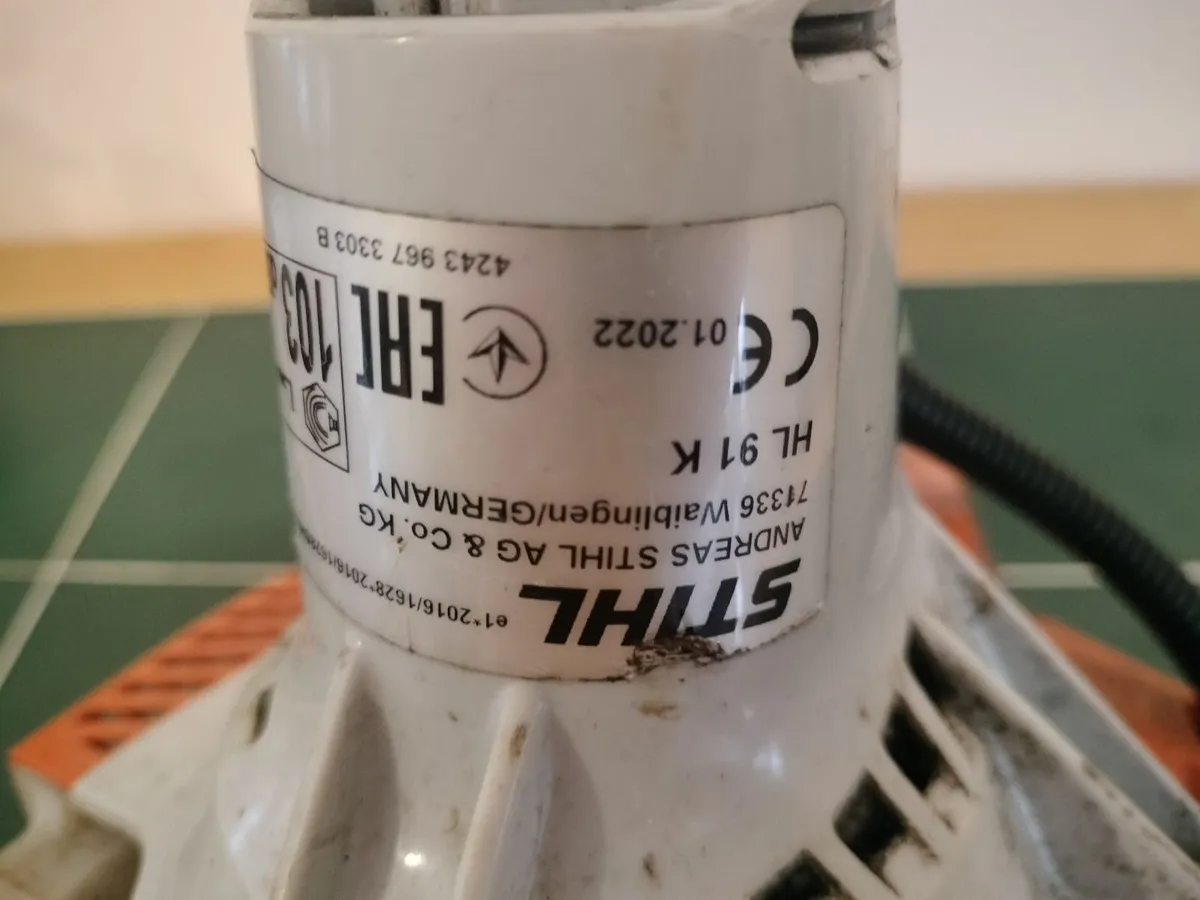 STIHL
e1*2016/1628*2016/1628
ANDREAS STIHL AG & Co. KG
71336 Waiblingen/GERMANY
HL 91 K
CE 01.2022
EAC
103
4243 967 3303 B